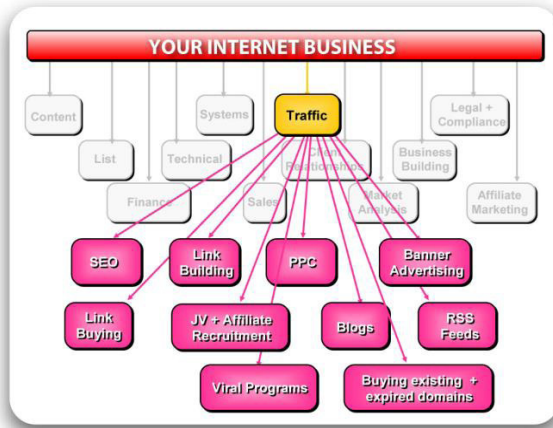 YOUR INTERNET BUSINESS
Content
Systems
Traffic
Legal +
Compliance
List
Technical
Client
Relationships
Business
Building
Finance
Sales
Market
Analysis
Affiliate
Marketing
SEO
Link
Building
PPC
Banner
Advertising
Link
Buying
JV + Affiliate
Recruitment
Blogs
RSS
Feeds
Viral Programs
Buying existing +
expired domains